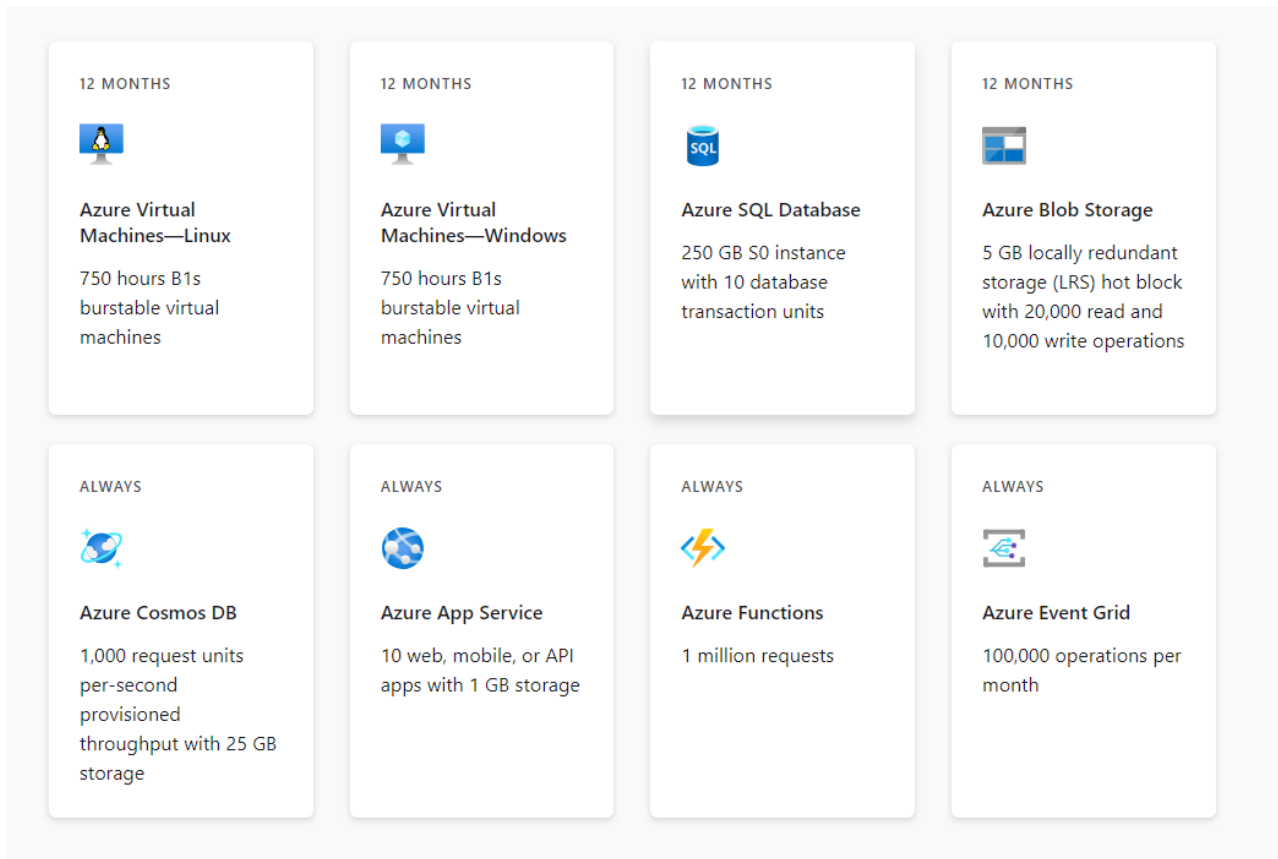 12 MONTHS
Azure Virtual
Machines—Linux
750 hours B1s
burstable virtual
machines
12 MONTHS
Azure Virtual
Machines—Windows
750 hours B1s
burstable virtual
machines
12 MONTHS
SQL
Azure SQL Database
250 GB S0 instance
with 10 database
transaction units
12 MONTHS
Azure Blob Storage
5 GB locally redundant
storage (LRS) hot block
with 20,000 read and
10,000 write operations
ALWAYS
Azure Cosmos DB
1,000 request units
per-second
provisioned
throughput with 25 GB
storage
ALWAYS
Azure App Service
10 web, mobile, or API
apps with 1 GB storage
ALWAYS
Azure Functions
1 million requests
ALWAYS
Azure Event Grid
100,000 operations per
month